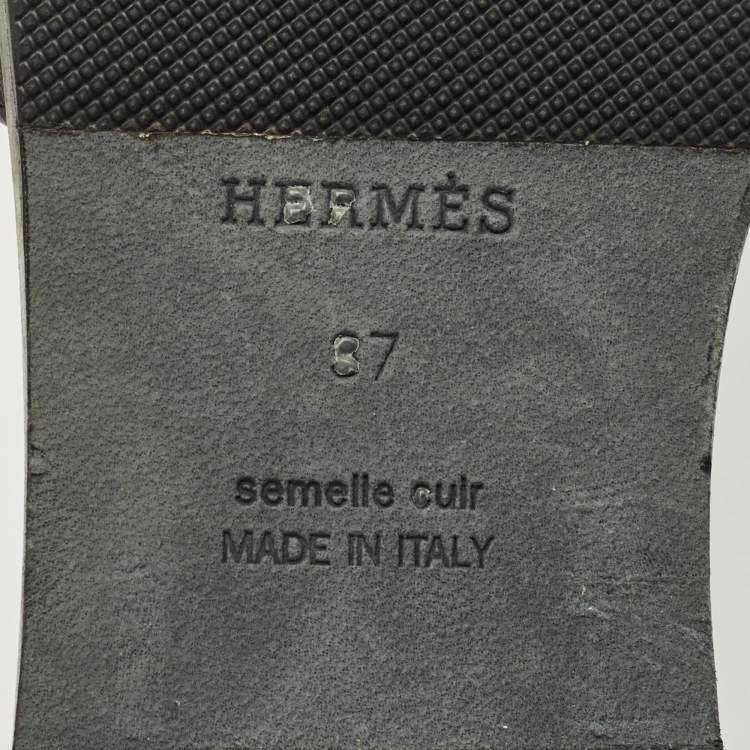 HERMÈS
37
semelle cuir
MADE IN ITALY